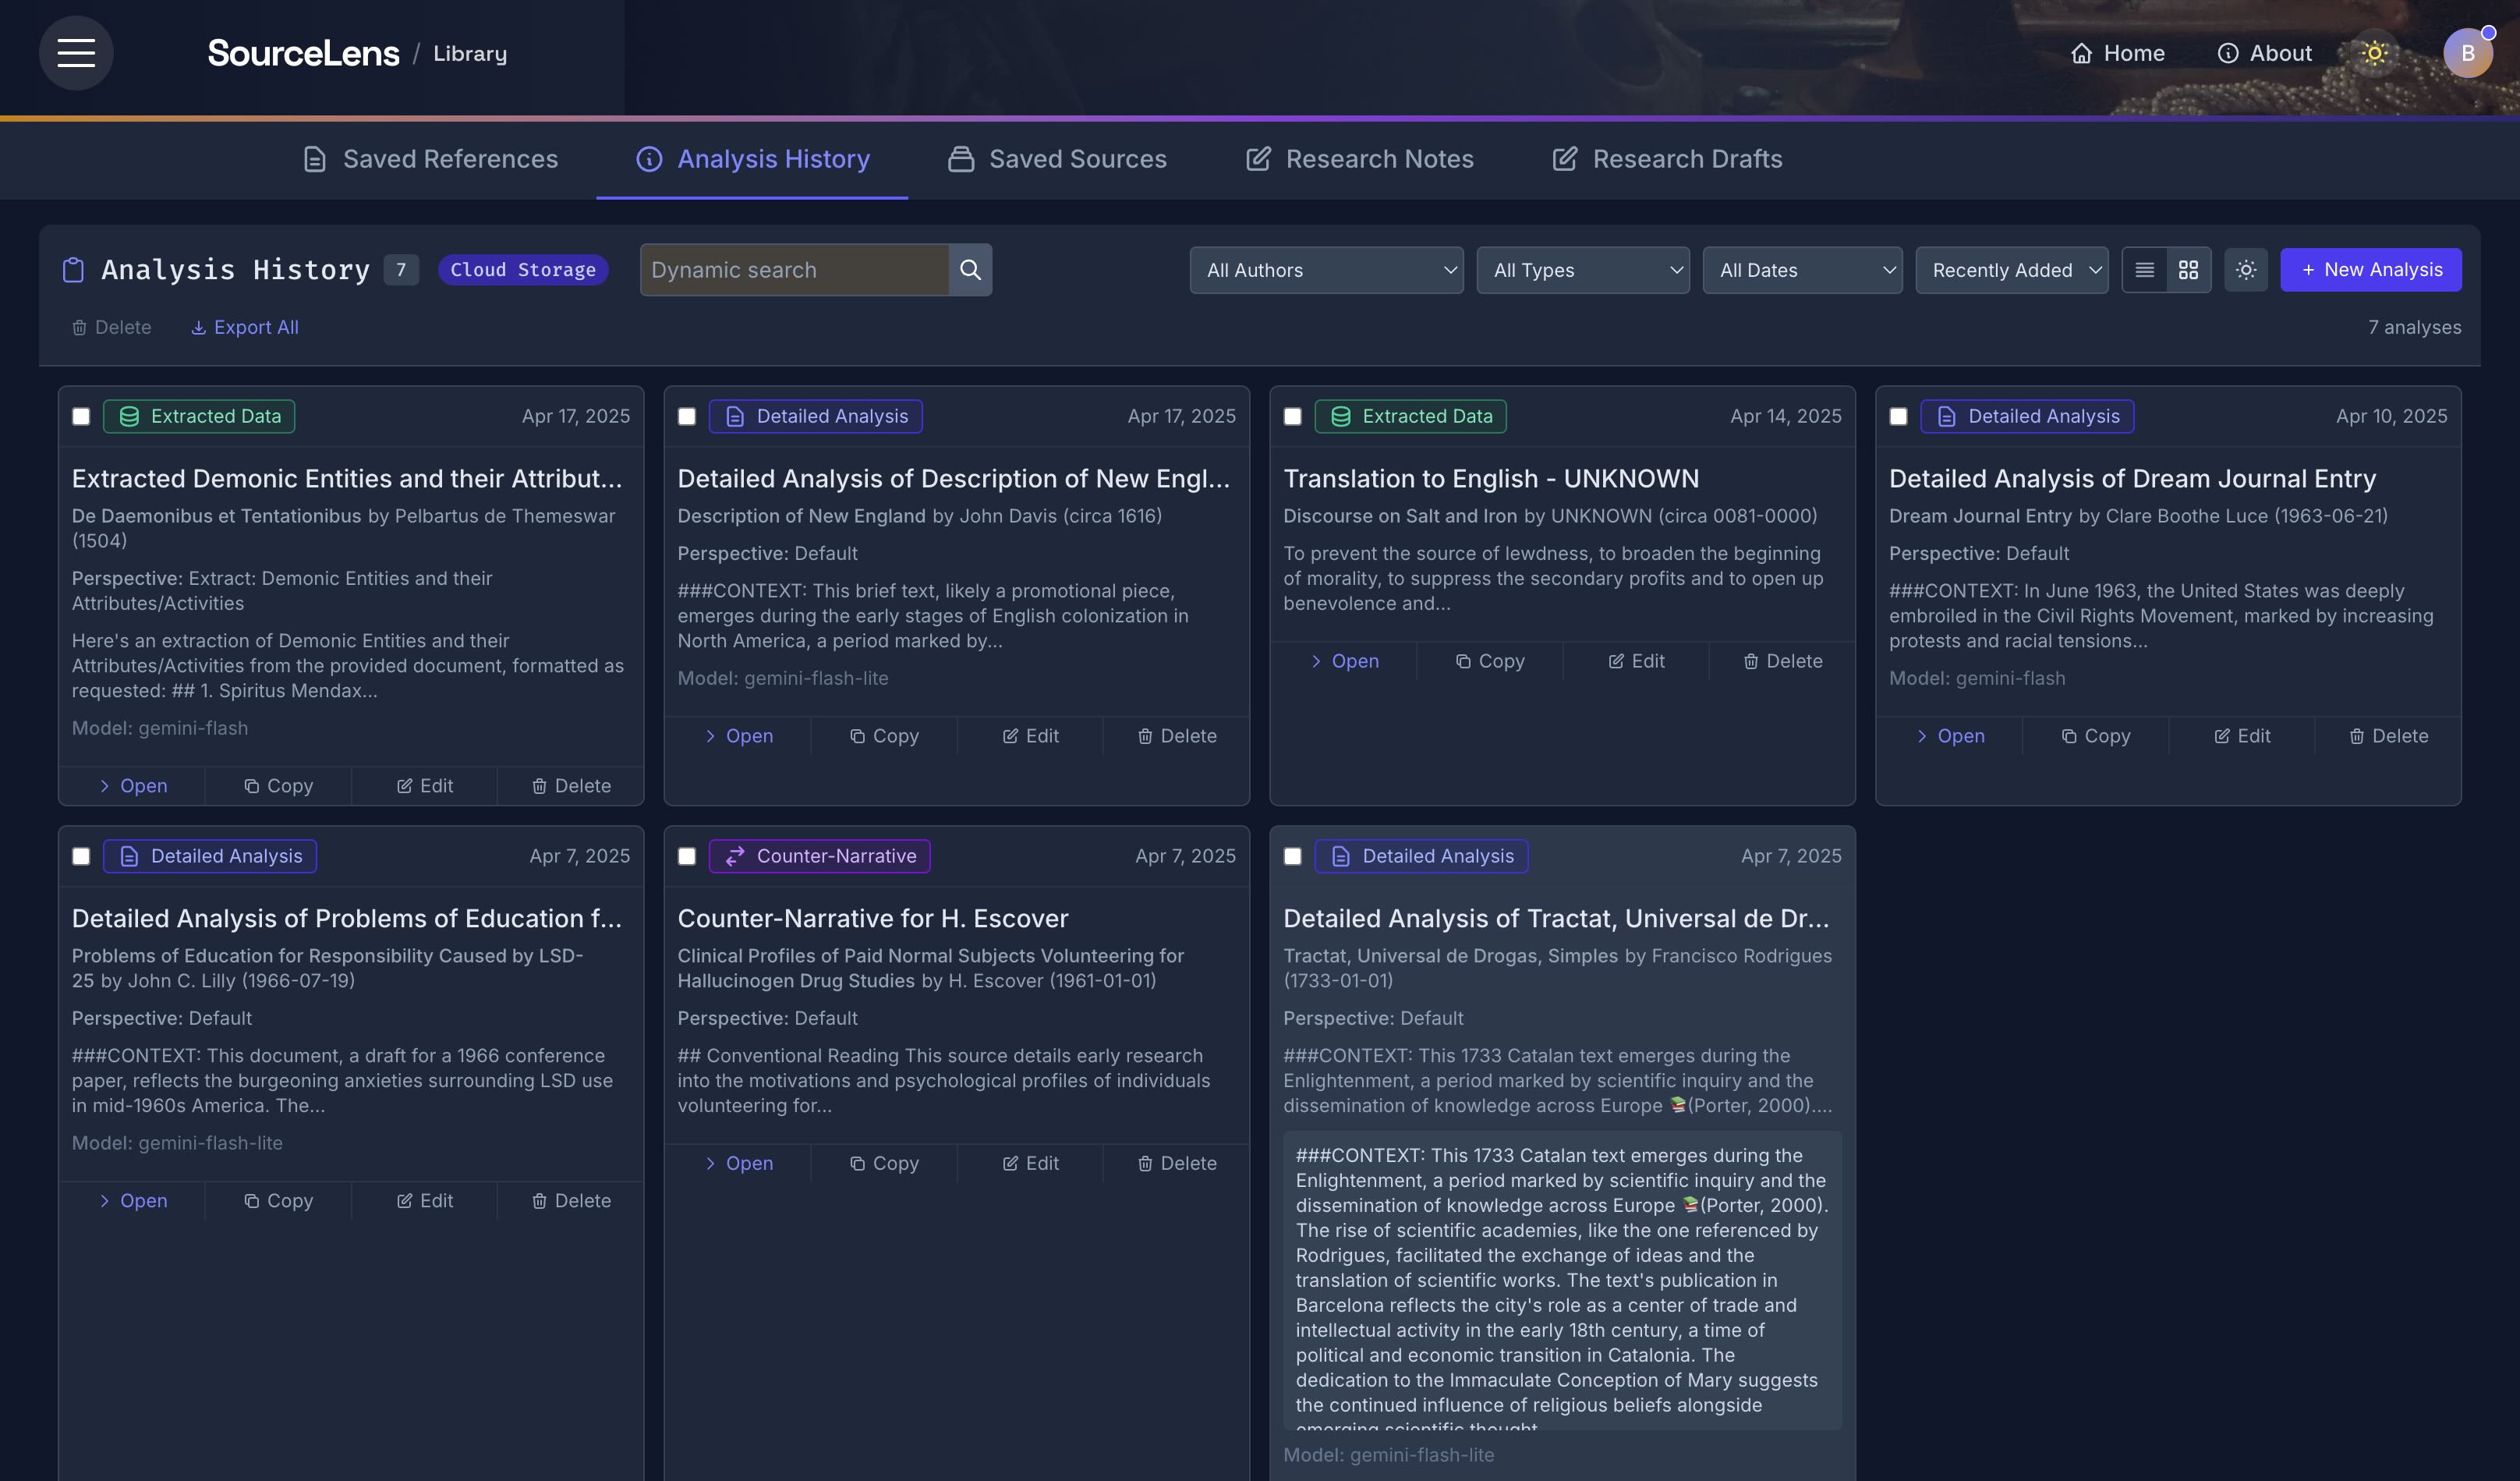 SourceLens / Library
Home
About
B
Saved References
Analysis History
Saved Sources
Research Notes
Research Drafts
Analysis History 7 Cloud Storage
Dynamic search
All Authors
All Types
All Dates
Recently Added
+ New Analysis
Delete
Export All
7 analyses
Extracted Data
Apr 17, 2025
Extracted Demonic Entities and their Attribut...
De Daemonibus et Tentationibus by Pelbartus de Themeswar
(1504)
Perspective: Extract: Demonic Entities and their
Attributes/Activities
Here's an extraction of Demonic Entities and their
Attributes/Activities from the provided document, formatted as
requested: ## 1. Spiritus Mendax...
Model: gemini-flash
Open
Copy
Edit
Delete
Detailed Analysis
Apr 17, 2025
Detailed Analysis of Description of New Engl...
Description of New England by John Davis (circa 1616)
Perspective: Default
###CONTEXT: This brief text, likely a promotional piece,
emerges during the early stages of English colonization in
North America, a period marked by...
Model: gemini-flash-lite
Open
Copy
Edit
Delete
Extracted Data
Apr 14, 2025
Translation to English - UNKNOWN
Discourse on Salt and Iron by UNKNOWN (circa 0081-0000)
To prevent the source of lewdness, to broaden the beginning
of morality, to suppress the secondary profits and to open up
benevolence and...
Open
Copy
Edit
Delete
Detailed Analysis
Apr 10, 2025
Detailed Analysis of Dream Journal Entry
Dream Journal Entry by Clare Boothe Luce (1963-06-21)
Perspective: Default
###CONTEXT: In June 1963, the United States was deeply
embroiled in the Civil Rights Movement, marked by increasing
protests and racial tensions...
Model: gemini-flash
Open
Copy
Edit
Delete
Detailed Analysis
Apr 7, 2025
Detailed Analysis of Problems of Education f...
Problems of Education for Responsibility Caused by LSD-
25 by John C. Lilly (1966-07-19)
Perspective: Default
###CONTEXT: This document, a draft for a 1966 conference
paper, reflects the burgeoning anxieties surrounding LSD use
in mid-1960s America. The...
Model: gemini-flash-lite
Open
Copy
Edit
Delete
Counter-Narrative
Apr 7, 2025
Counter-Narrative for H. Escover
Clinical Profiles of Paid Normal Subjects Volunteering for
Hallucinogen Drug Studies by H. Escover (1961-01-01)
Perspective: Default
## Conventional Reading This source details early research
into the motivations and psychological profiles of individuals
volunteering for...
Open
Copy
Edit
Delete
Detailed Analysis
Apr 7, 2025
Detailed Analysis of Tractat, Universal de Dr...
Tractat, Universal de Drogas, Simples by Francisco Rodrigues
(1733-01-01)
Perspective: Default
###CONTEXT: This 1733 Catalan text emerges during the
Enlightenment, a period marked by scientific inquiry and the
dissemination of knowledge across Europe 📚(Porter, 2000)....
###CONTEXT: This 1733 Catalan text emerges during the
Enlightenment, a period marked by scientific inquiry and the
dissemination of knowledge across Europe 📚(Porter, 2000).
The rise of scientific academies, like the one referenced by
Rodrigues, facilitated the exchange of ideas and the
translation of scientific works. The text's publication in
Barcelona reflects the city's role as a center of trade and
intellectual activity in the early 18th century, a time of
political and economic transition in Catalonia. The
dedication to the Immaculate Conception of Mary suggests
the continued influence of religious beliefs alongside
emerging scientific thought.
Model: gemini-flash-lite